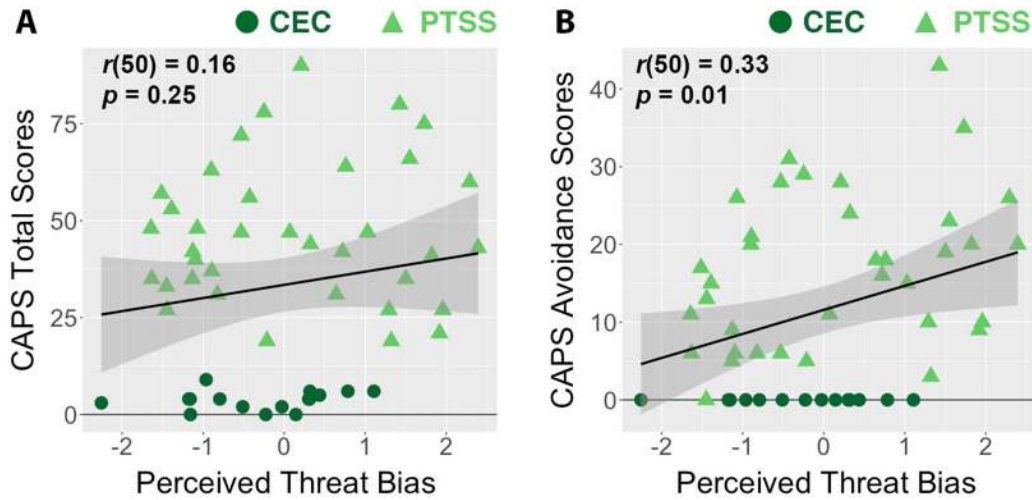 A
CEC
PTSS
r(50) = 0.16
p = 0.25
CAPS Total Scores
75
50
25
0
-2
-1
0
1
2
Perceived Threat Bias
B
CEC
PTSS
r(50) = 0.33
p = 0.01
CAPS Avoidance Scores
40
30
20
10
0
-2
-1
0
1
2
Perceived Threat Bias